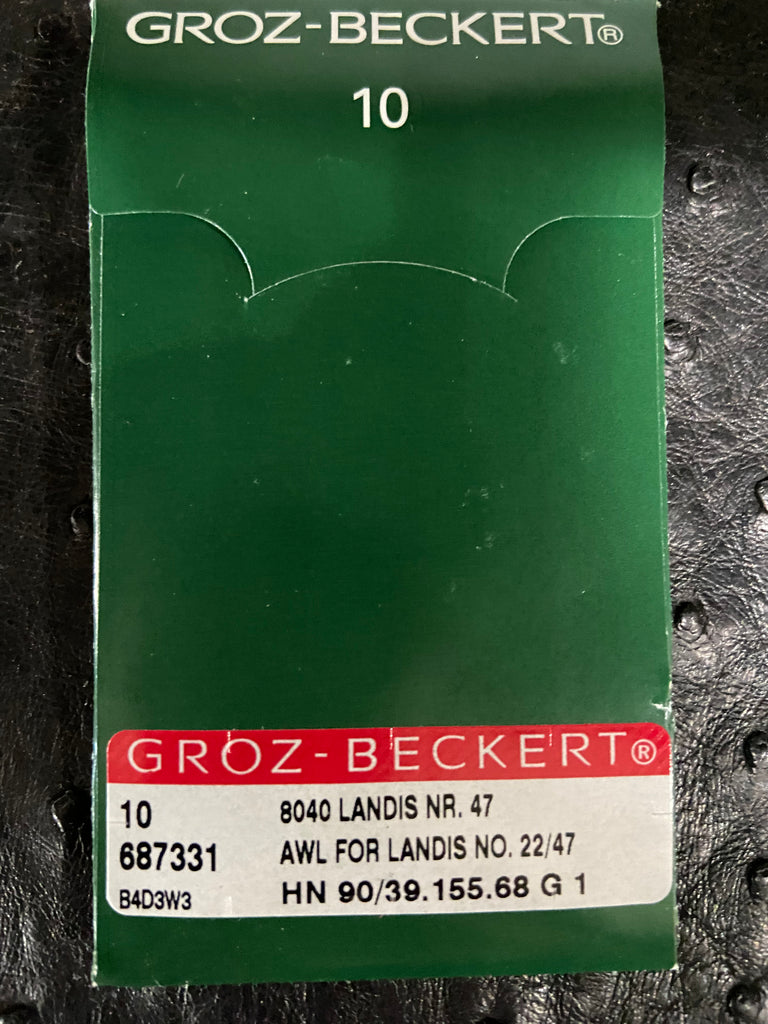 GROZ-BECKERT®
10
GROZ-BECKERT®
10 8040 LANDIS NR. 47
687331 AWL FOR LANDIS NO. 22/47
B4D3W3 HN 90/39.155.68 G 1